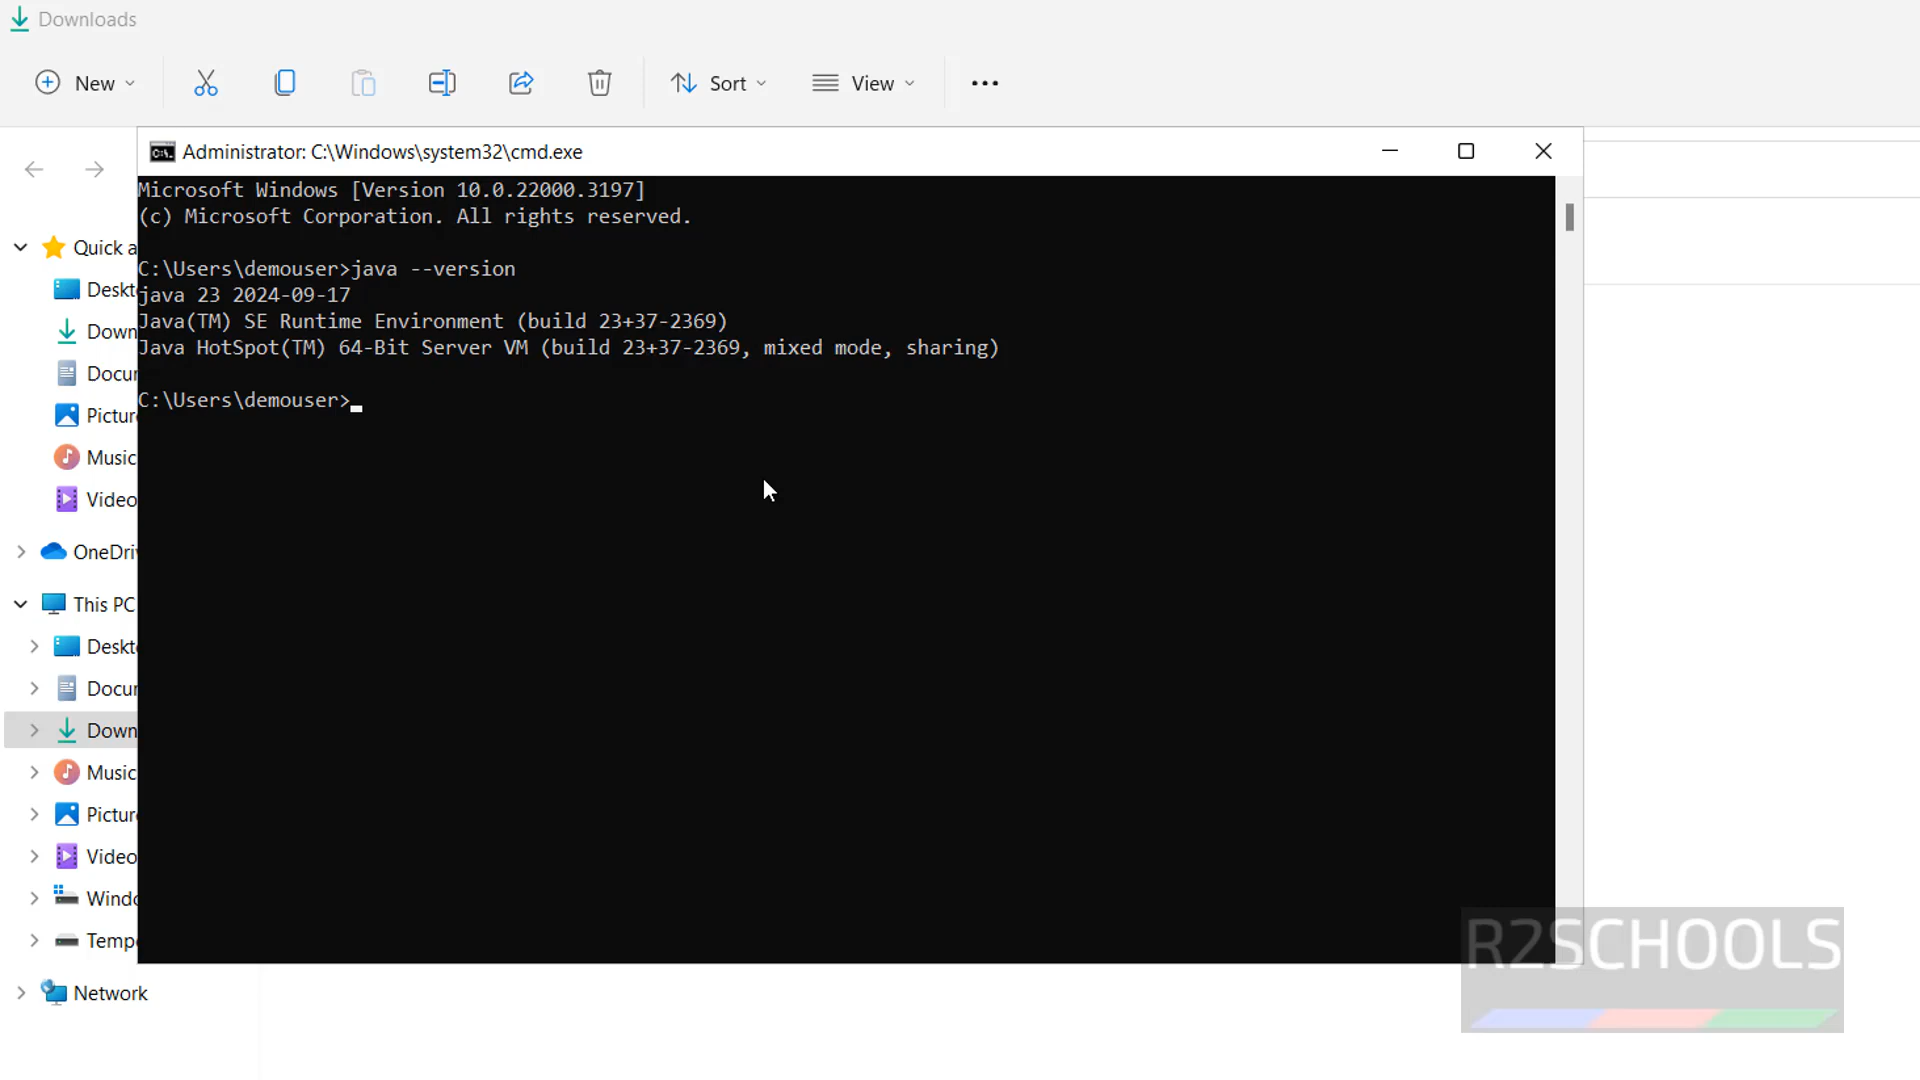 Downloads
New
Sort
View
Administrator: C:\Windows\system32\cmd.exe
Microsoft Windows [Version 10.0.22000.3197]
(c) Microsoft Corporation. All rights reserved.
C:\Users\demouser>java --version
java 23 2024-09-17
Java(TM) SE Runtime Environment (build 23+37-2369)
Java HotSpot(TM) 64-Bit Server VM (build 23+37-2369, mixed mode, sharing)
C:\Users\demouser>
Quick a
Deskt
Down
Docur
Pictur
Music
Video
OneDri
This PC
Deskt
Docur
Down
Music
Pictur
Video
Windo
Temp
Network
R2SCHOOLS